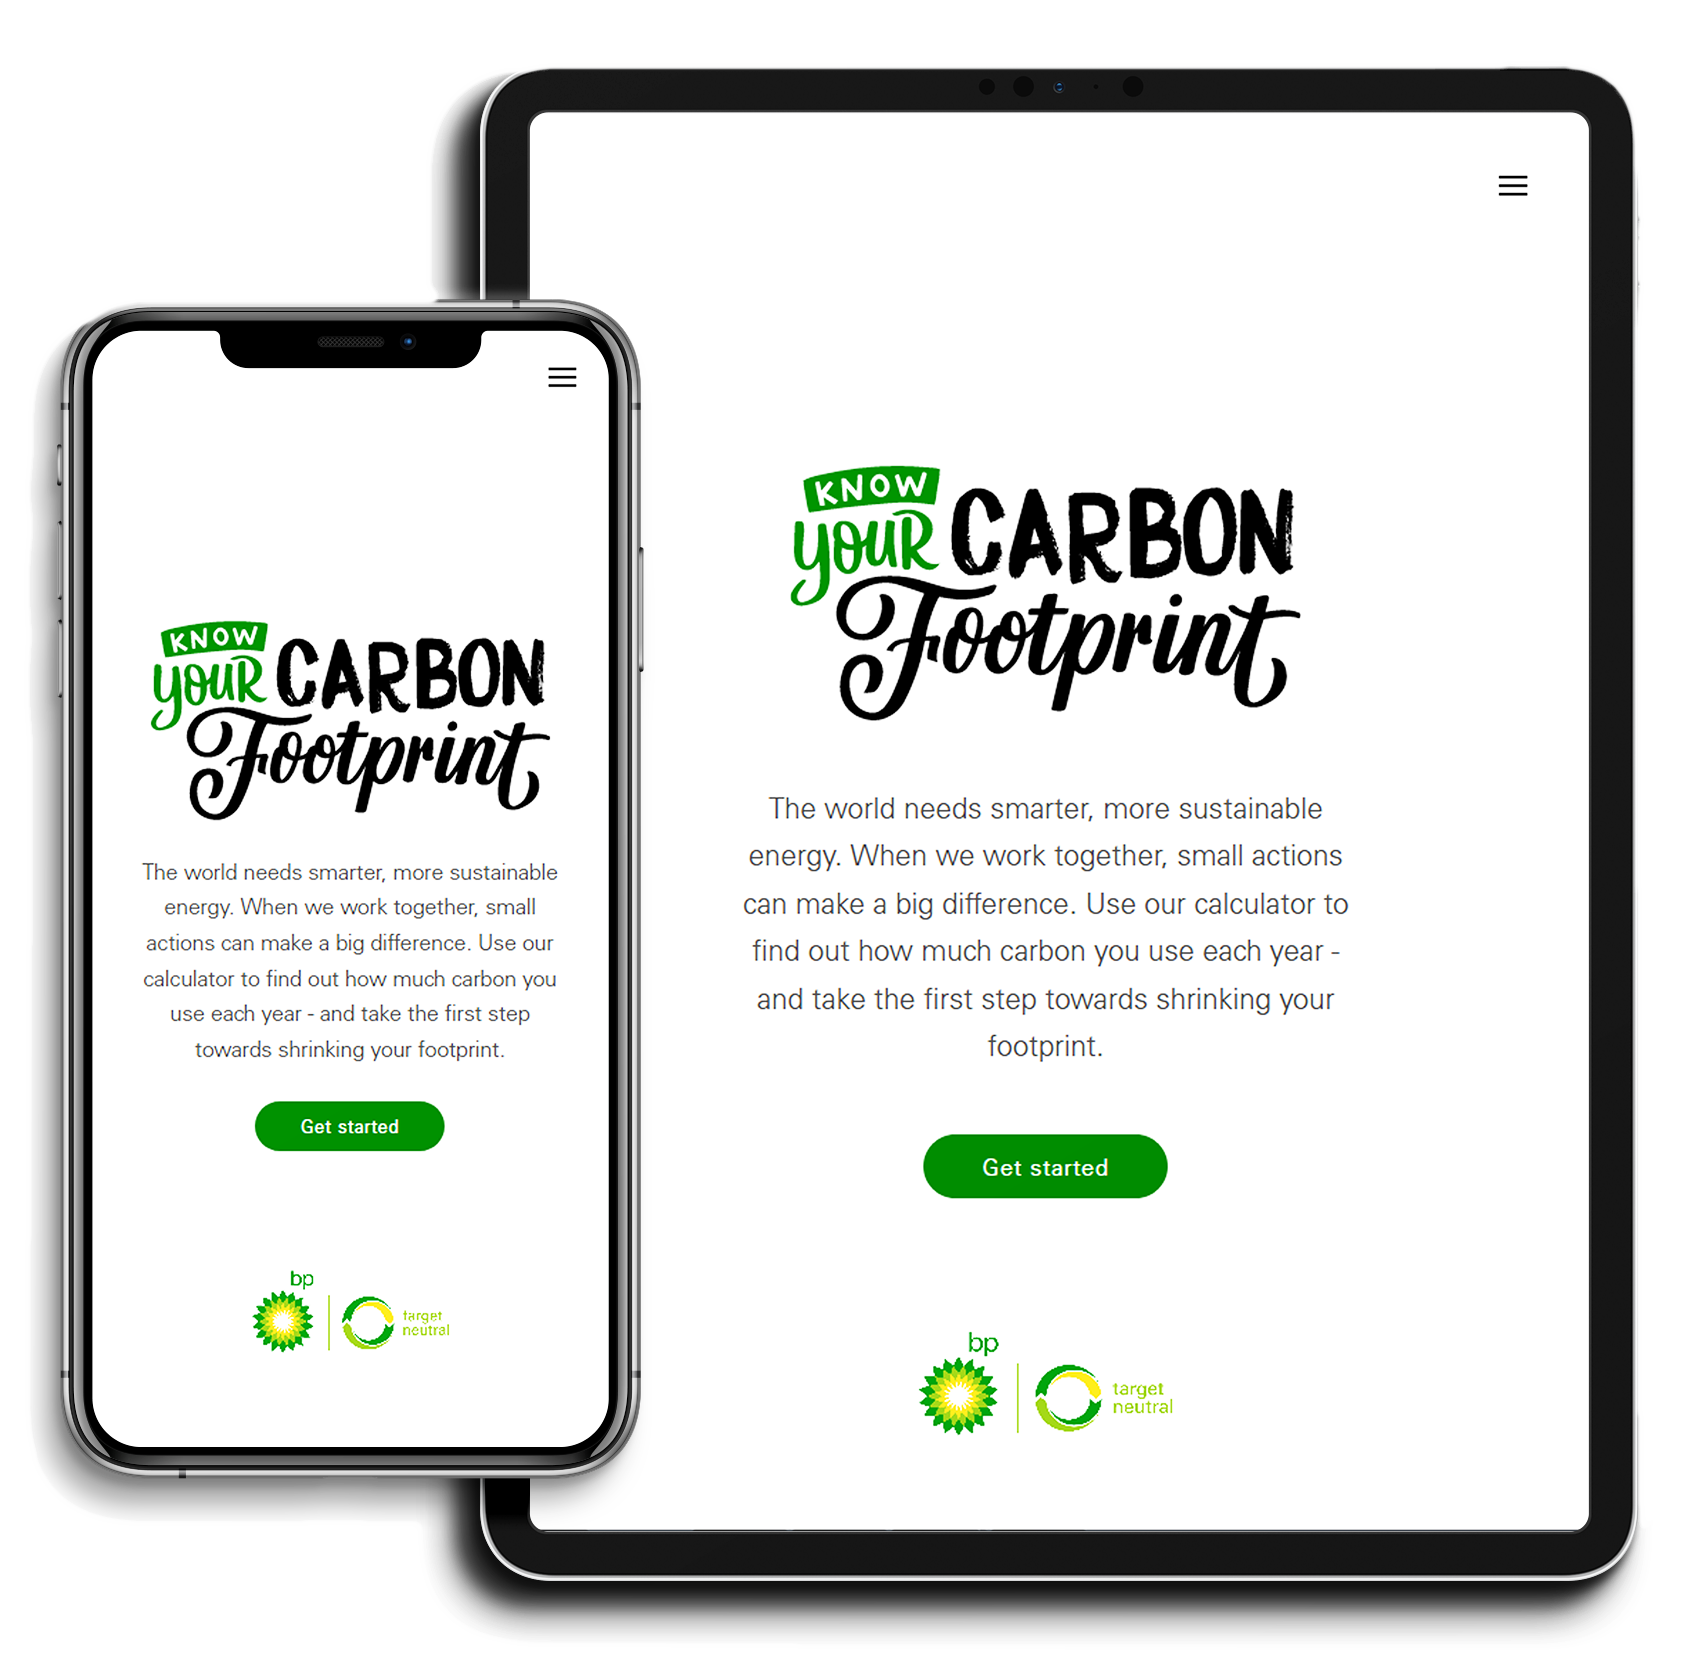 KNOW
YOUR CARBON
Footprint
The world needs smarter, more sustainable
energy. When we work together, small
actions can make a big difference. Use our
calculator to find out how much carbon you
use each year - and take the first step
towards shrinking your footprint.
Get started
bp
target
neutral
KNOW
YOUR CARBON
Footprint
The world needs smarter, more sustainable
energy. When we work together, small actions
can make a big difference. Use our calculator to
find out how much carbon you use each year -
and take the first step towards shrinking your
footprint.
Get started
bp
target
neutral